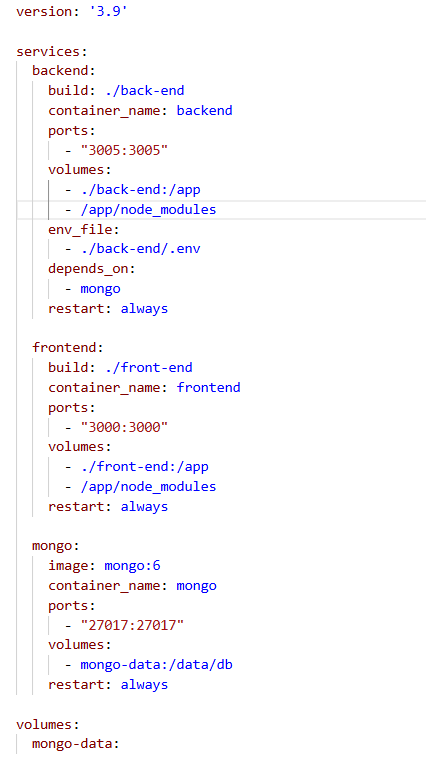 version: '3.9'

services:
  backend:
    build: ./back-end
    container_name: backend
    ports:
      - "3005:3005"
    volumes:
      - ./back-end:/app
      - /app/node_modules
    env_file:
      - ./back-end/.env
    depends_on:
      - mongo
    restart: always

  frontend:
    build: ./front-end
    container_name: frontend
    ports:
      - "3000:3000"
    volumes:
      - ./front-end:/app
      - /app/node_modules
    restart: always

  mongo:
    image: mongo:6
    container_name: mongo
    ports:
      - "27017:27017"
    volumes:
      - mongo-data:/data/db
    restart: always

volumes:
  mongo-data: